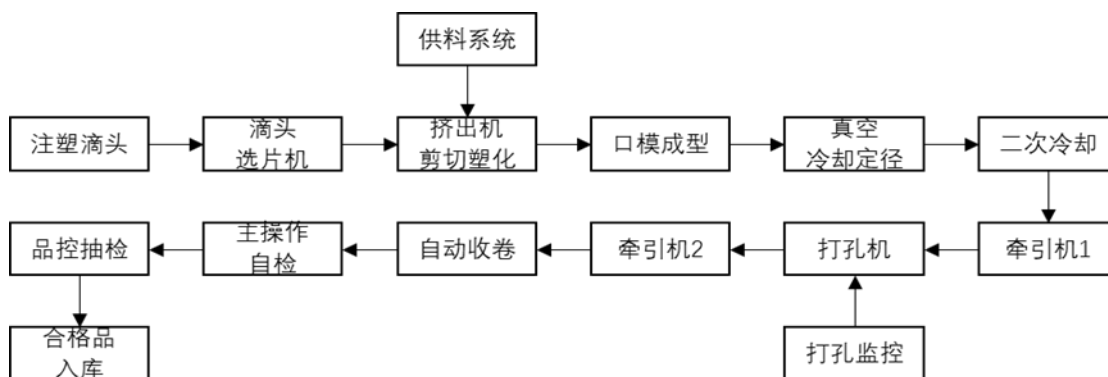 供料系统
注塑滴头
滴头
选片机
挤出机
剪切塑化
口模成型
真空
冷却定径
二次冷却
品控抽检
主操作
自检
自动收卷
牵引机2
打孔机
牵引机1
合格品
入库
打孔监控